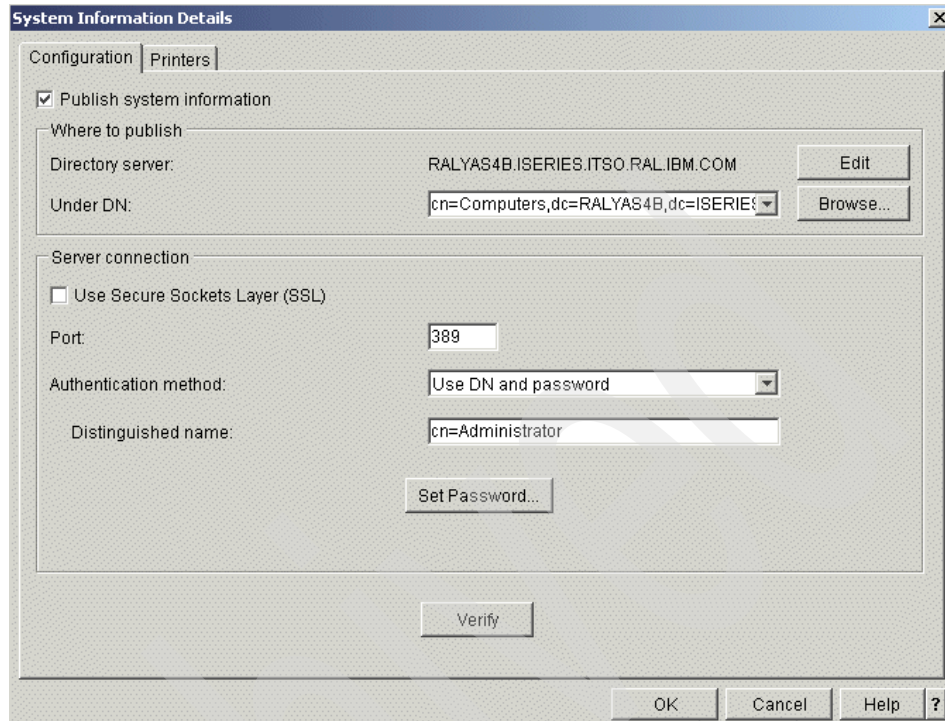 System Information Details
Configuration Printers
Publish system information
Where to publish
Directory server: RALYAS4B.ISERIES.ITSO.RAL.IBM.COM Edit
Under DN: cn=Computers,dc=RALYAS4B,dc=ISERIES Browse...
Server connection
Use Secure Sockets Layer (SSL)
Port: 389
Authentication method: Use DN and password
Distinguished name: cn=Administrator
Set Password...
Verify
OK Cancel Help ?